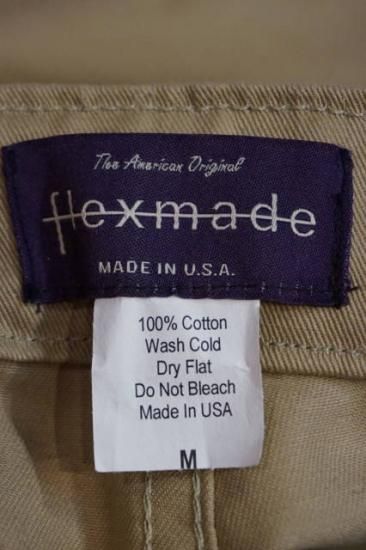 The American Original
flexmade
MADE IN U.S.A.
100% Cotton
Wash Cold
Dry Flat
Do Not Bleach
Made In USA
M